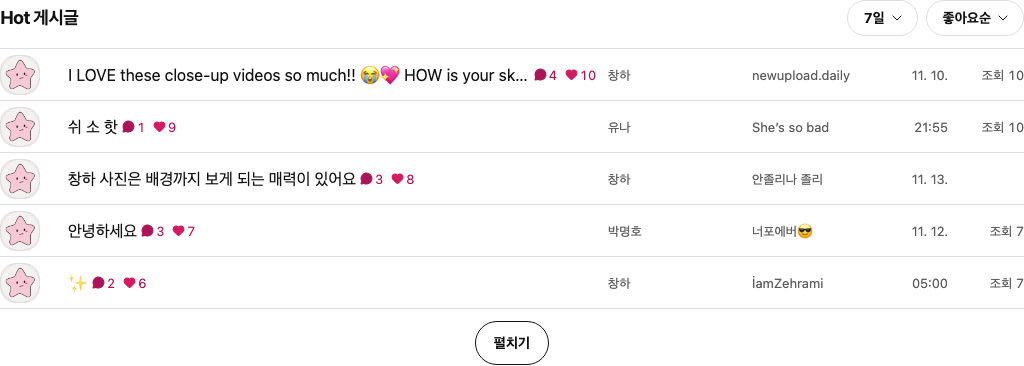 Hot 게시글
7일
좋아요순
I LOVE these close-up videos so much!! 😭💖 HOW is your sk... 4 10 창하 newupload.daily 11. 10. 조회 10
쉬 소 핫 1 9 유나 She's so bad 21:55 조회 10
창하 사진은 배경까지 보게 되는 매력이 있어요 3 8 창하 안졸리나 졸리 11. 13.
안녕하세요 3 7 박명호 너포에버😎 11. 12. 조회 7
✨ 2 6 창하 İamZehrami 05:00 조회 7
펼치기